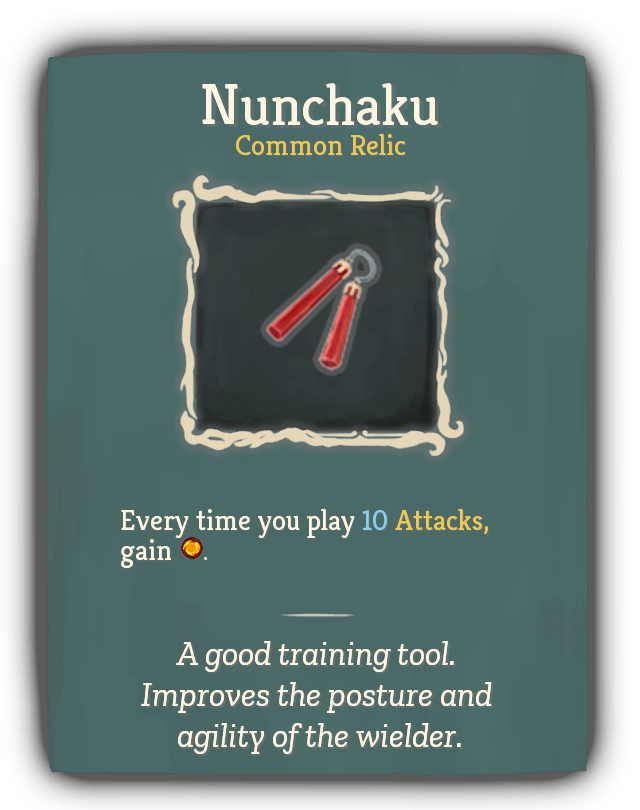 Nunchaku
Common Relic
Every time you play 10 Attacks,
gain .
A good training tool.
Improves the posture and
agility of the wielder.